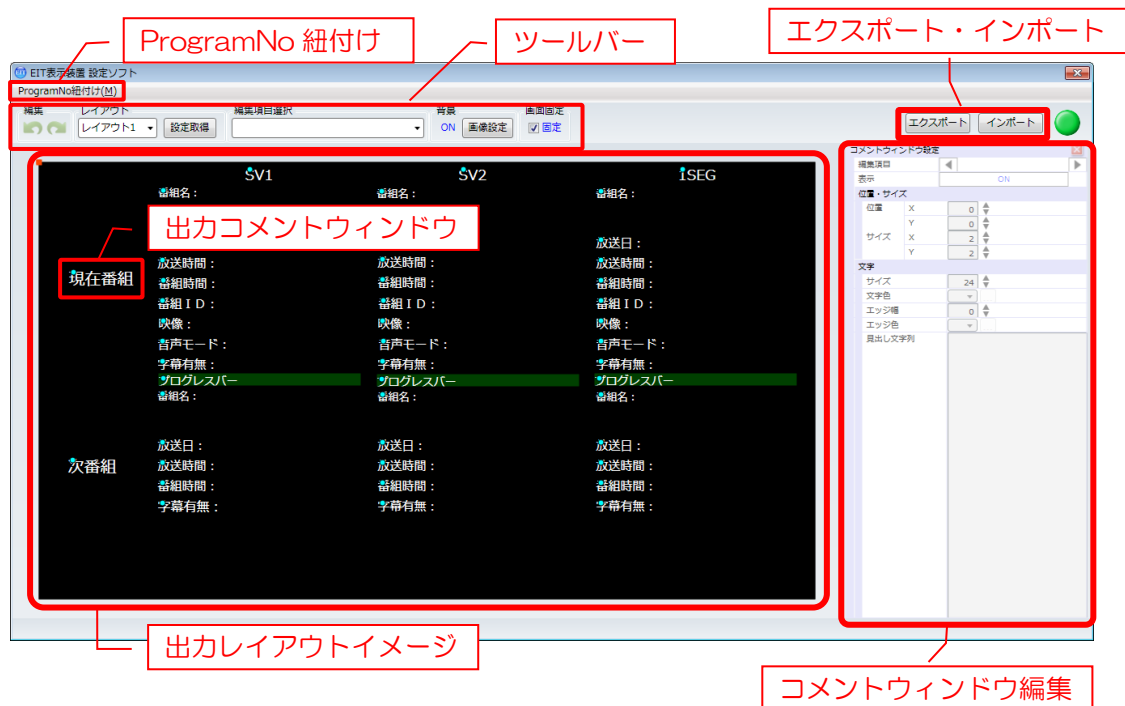 エクスポート・インポート
ProgramNo 紐付け
ツールバー
EIT表示装置 設定ソフト
ProgramNo紐付け(M)
編集 レイアウト 編集項目選択 背景 画面固定
レイアウト1 設定取得 ON 画像設定 固定
エクスポート インポート
コメントウィンドウ設定
編集項目
表示 ON
位置・サイズ
位置 X 0
Y 0
サイズ X 2
Y 2
文字
サイズ 24
文字色
エッジ幅 0
エッジ色
見出し文字列
SV1 SV2 1SEG
番組名： 番組名： 番組名：
出力コメントウィンドウ
放送日：
現在番組
放送時間： 放送時間： 放送時間：
番組時間： 番組時間： 番組時間：
番組ＩＤ： 番組ＩＤ： 番組ＩＤ：
映像： 映像： 映像：
音声モード： 音声モード： 音声モード：
字幕有無： 字幕有無： 字幕有無：
プログレスバー プログレスバー プログレスバー
番組名： 番組名： 番組名：
次番組
放送日： 放送日： 放送日：
放送時間： 放送時間： 放送時間：
番組時間： 番組時間： 番組時間：
字幕有無： 字幕有無： 字幕有無：
出力レイアウトイメージ
コメントウィンドウ編集